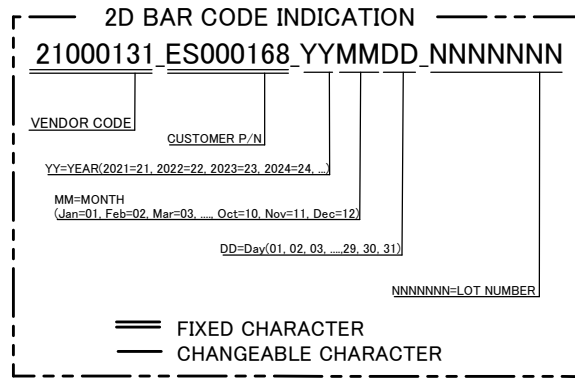 2D BAR CODE INDICATION
21000131_ES000168_YYMMDD_NNNNNNN
VENDOR CODE
CUSTOMER P/N
YY=YEAR(2021=21, 2022=22, 2023=23, 2024=24, ...)
MM=MONTH
(Jan=01, Feb=02, Mar=03, ...., Oct=10, Nov=11, Dec=12)
DD=Day(01, 02, 03, ....,29, 30, 31)
NNNNNNN=LOT NUMBER
FIXED CHARACTER
CHANGEABLE CHARACTER